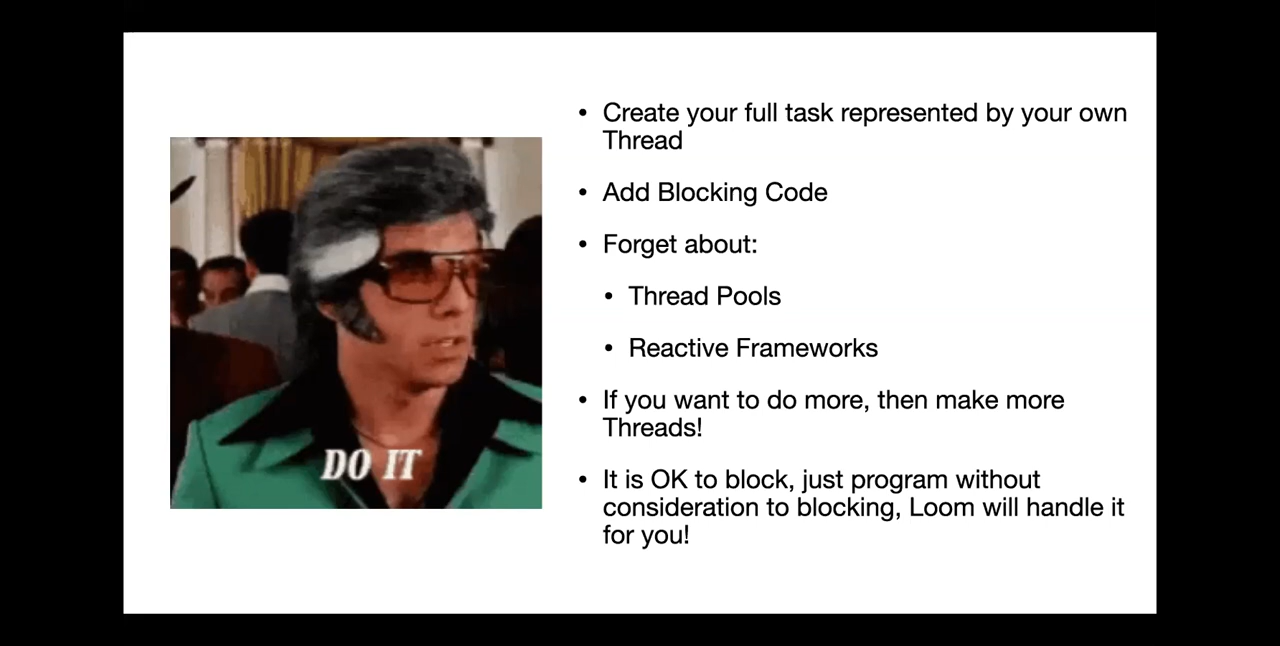 • Create your full task represented by your own
Thread
• Add Blocking Code
• Forget about:
• Thread Pools
• Reactive Frameworks
• If you want to do more, then make more
Threads!
• It is OK to block, just program without
consideration to blocking, Loom will handle it
for you!
DO IT